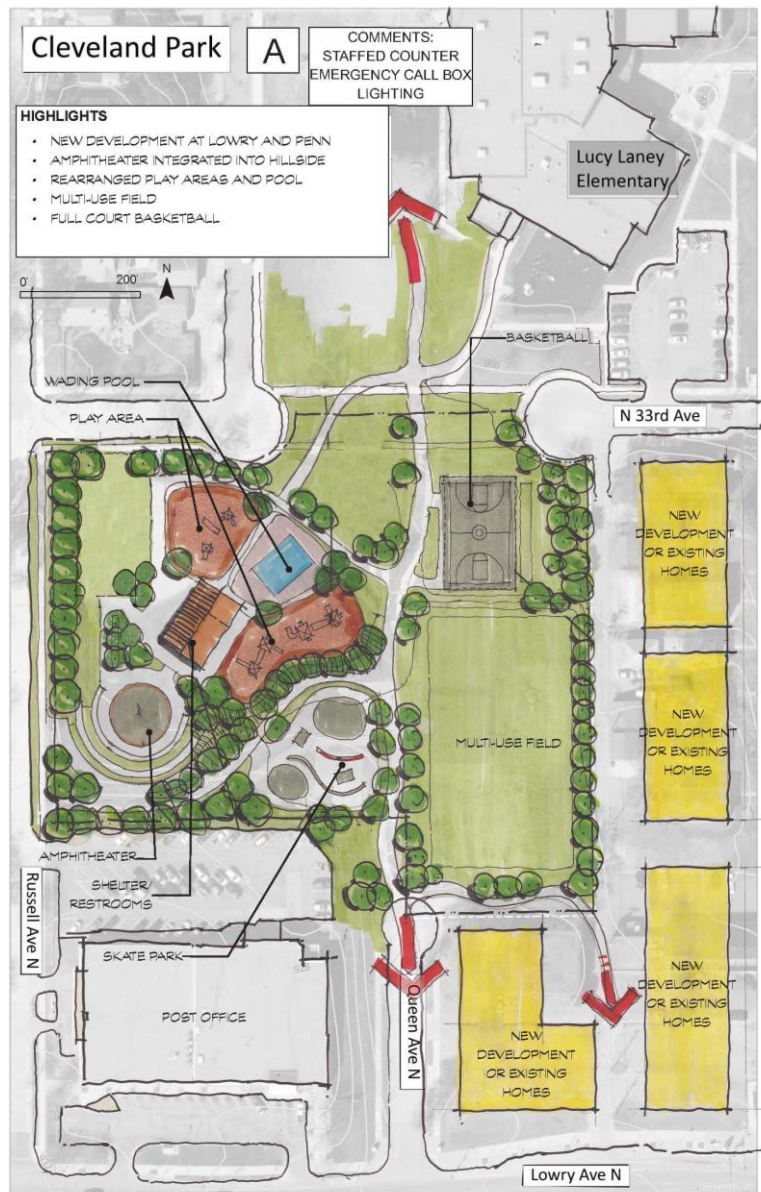 Cleveland Park
A
COMMENTS:
STAFFED COUNTER
EMERGENCY CALL BOX
LIGHTING
HIGHLIGHTS
• NEW DEVELOPMENT AT LOWRY AND PENN
• AMPHITHEATER INTEGRATED INTO HILLSIDE
• REARRANGED PLAY AREAS AND POOL
• MULTI-USE FIELD
• FULL COURT BASKETBALL
Lucy Laney
Elementary
0'
200'
N
BASKETBALL
WADING POOL
PLAY AREA
N 33rd Ave
NEW
DEVELOPMENT
OR EXISTING
HOMES
NEW
DEVELOPMENT
OR EXISTING
HOMES
MULTI-USE FIELD
AMPHITHEATER
SHELTER/
RESTROOMS
Russell Ave N
SKATE PARK
POST OFFICE
Queen Ave N
NEW
DEVELOPMENT
OR EXISTING
HOMES
NEW
DEVELOPMENT
OR EXISTING
HOMES
Lowry Ave N